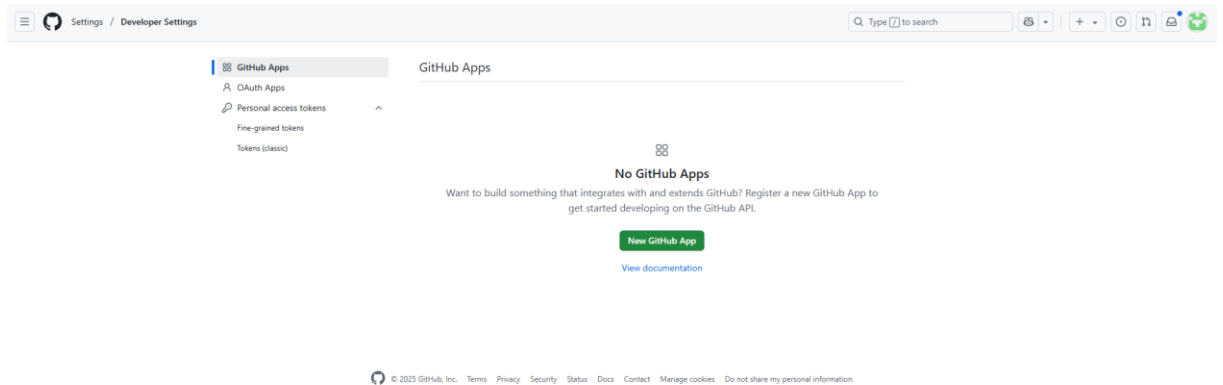 Settings / Developer Settings
Type / to search
GitHub Apps
OAuth Apps
Personal access tokens
Fine-grained tokens
Tokens (classic)
GitHub Apps
No GitHub Apps
Want to build something that integrates with and extends GitHub? Register a new GitHub App to
get started developing on the GitHub API.
New GitHub App
View documentation
© 2025 GitHub, Inc. Terms Privacy Security Status Docs Contact Manage cookies Do not share my personal information